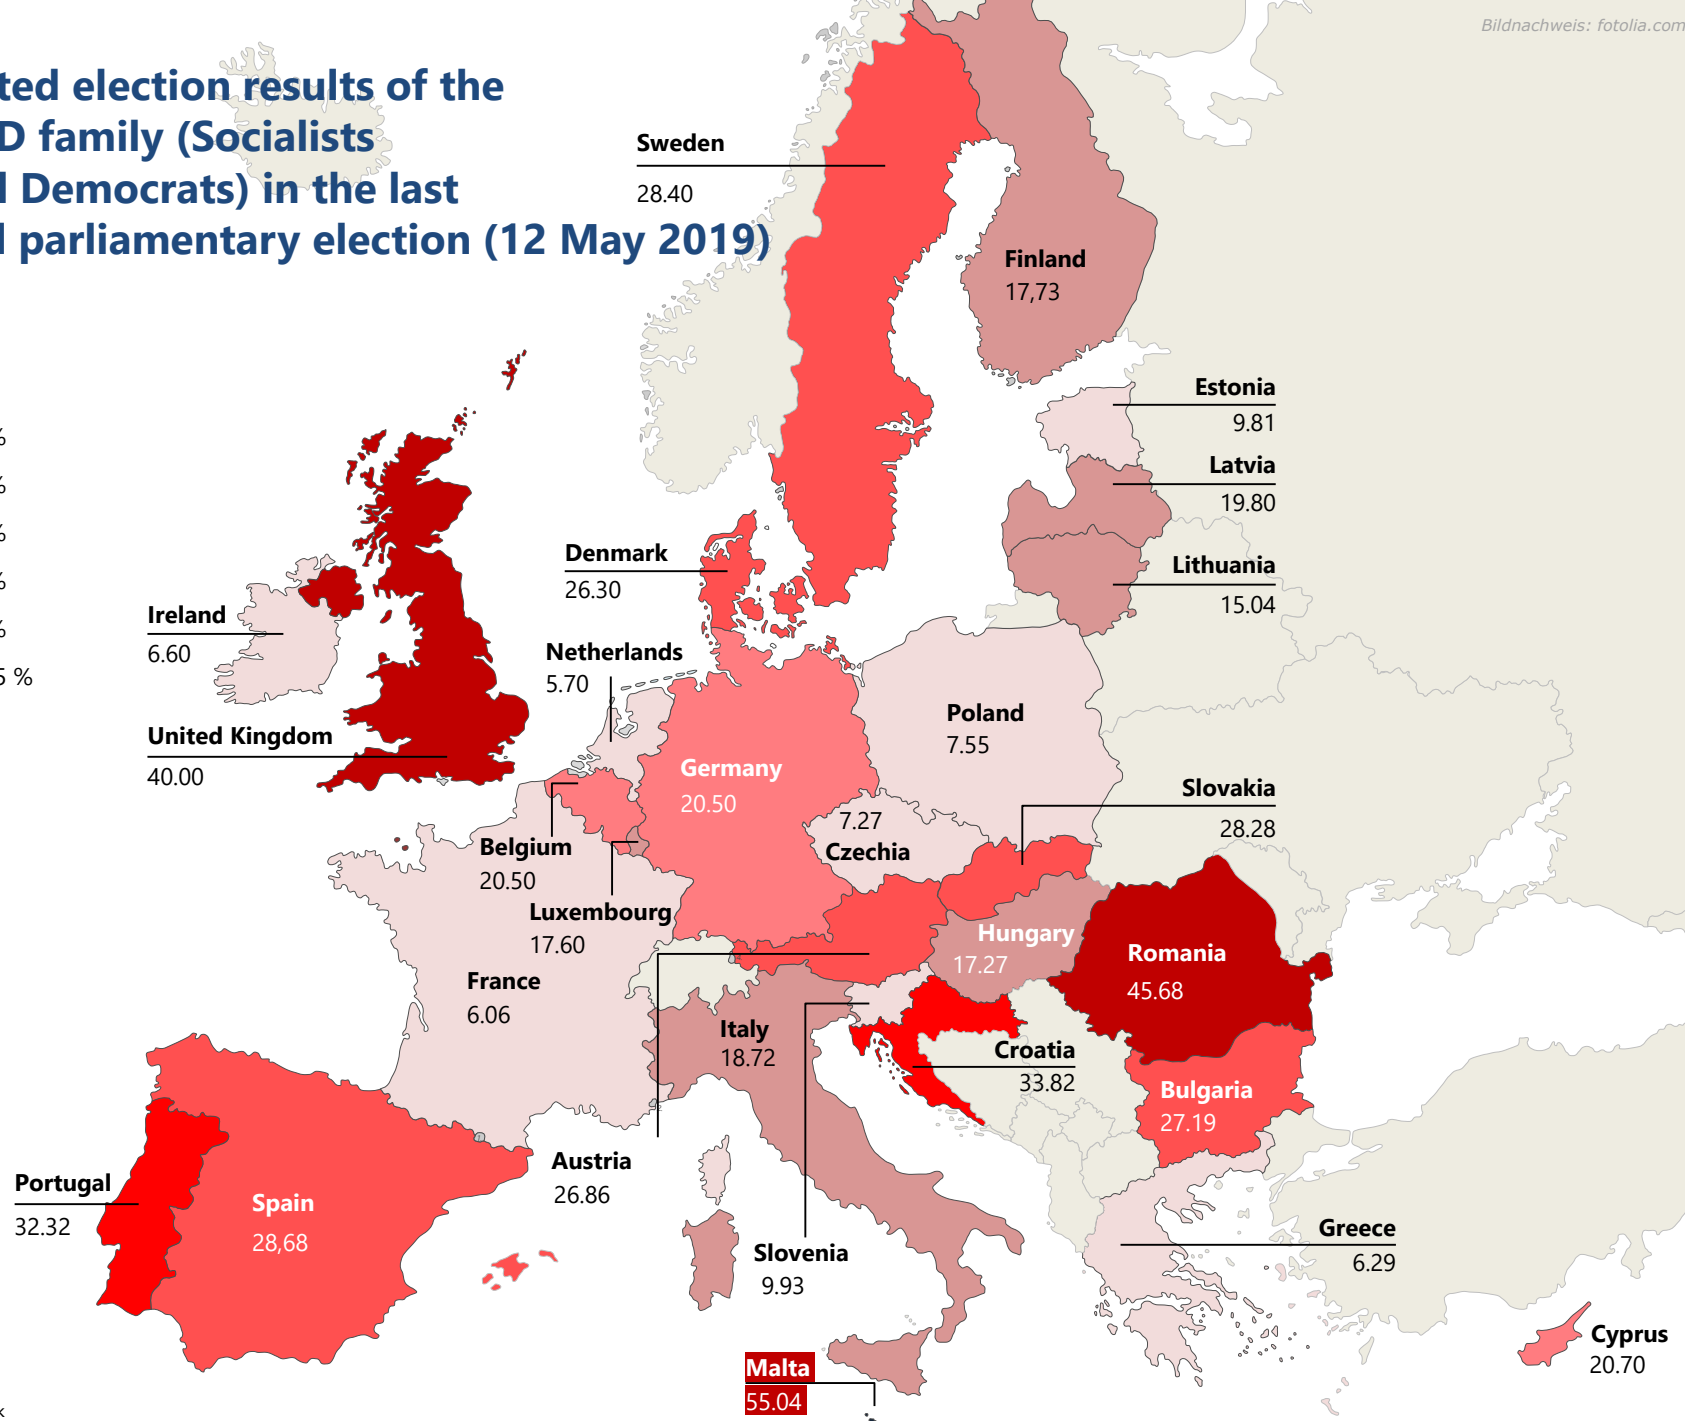 Bildnachweis: fotolia.com
ted election results of the
D family (Socialists
Democrats) in the last
parliamentary election (12 May 2019)
Sweden
28.40
Finland
17,73
Estonia
9.81
Latvia
19.80
Lithuania
15.04
Denmark
26.30
Ireland
6.60
Netherlands
5.70
United Kingdom
40.00
%
%
%
%
%
5 %
Poland
7.55
Germany
20.50
Slovakia
28.28
7.27
Czechia
Belgium
20.50
Luxembourg
17.60
France
6.06
Hungary
17.27
Romania
45.68
Italy
18.72
Croatia
33.82
Bulgaria
27.19
Austria
26.86
Portugal
32.32
Spain
28,68
Slovenia
9.93
Greece
6.29
Cyprus
20.70
Malta
55.04